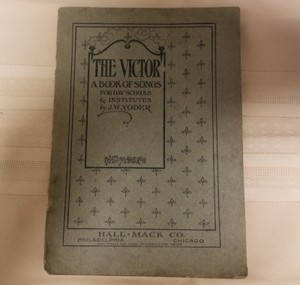 THE VICTOR
A BOOK OF SONGS
FOR DAY SCHOOLS
& INSTITUTES
by J.W. YODER
HALL-MACK CO.
PHILADELPHIA CHICAGO